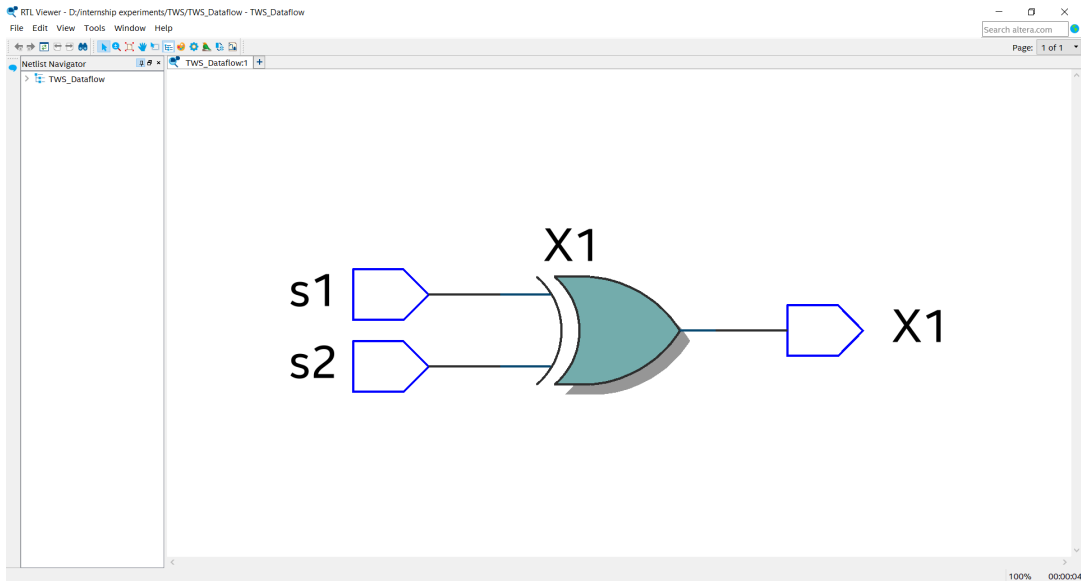 RTL Viewer - D:/internship experiments/TWS/TWS_Dataflow - TWS_Dataflow
File Edit View Tools Window Help
Search altera.com
Page: 1 of 1
Netlist Navigator
TWS_Dataflow:1
TWS_Dataflow
X1
s1
X1
s2
100% 00:00:04